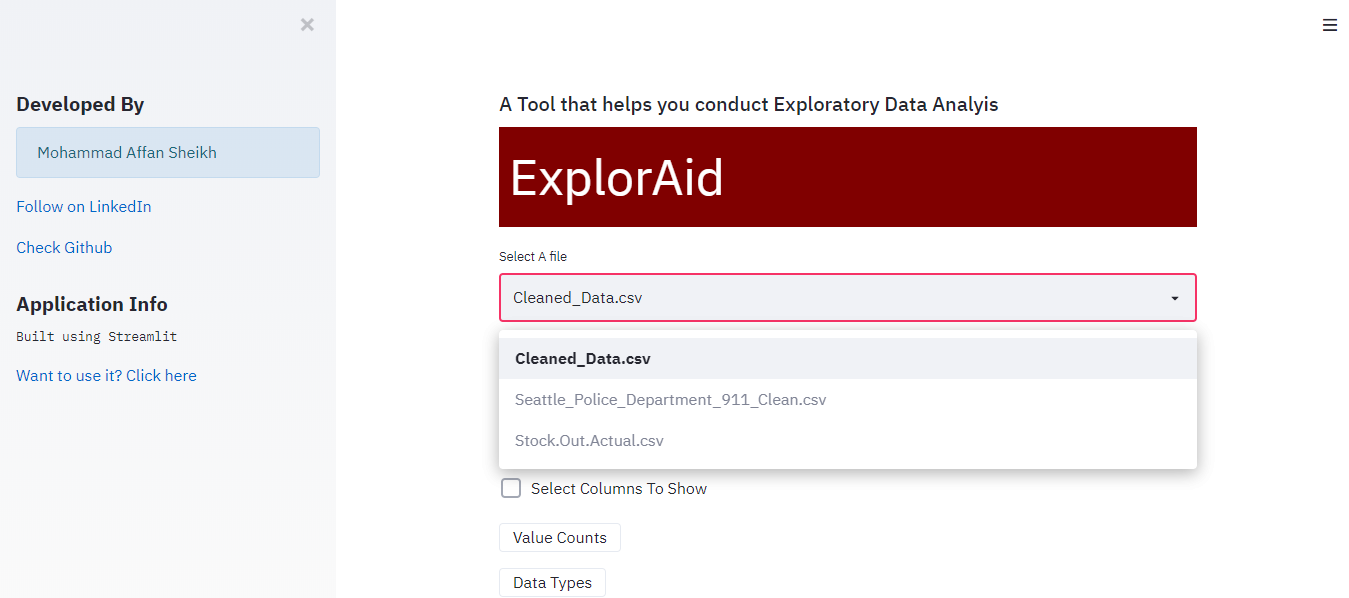 Developed By
Mohammad Affan Sheikh
Follow on LinkedIn
Check Github
Application Info
Built using Streamlit
Want to use it? Click here
A Tool that helps you conduct Exploratory Data Analyis
ExplorAid
Select A file
Cleaned_Data.csv
Cleaned_Data.csv
Seattle_Police_Department_911_Clean.csv
Stock.Out.Actual.csv
Select Columns To Show
Value Counts
Data Types